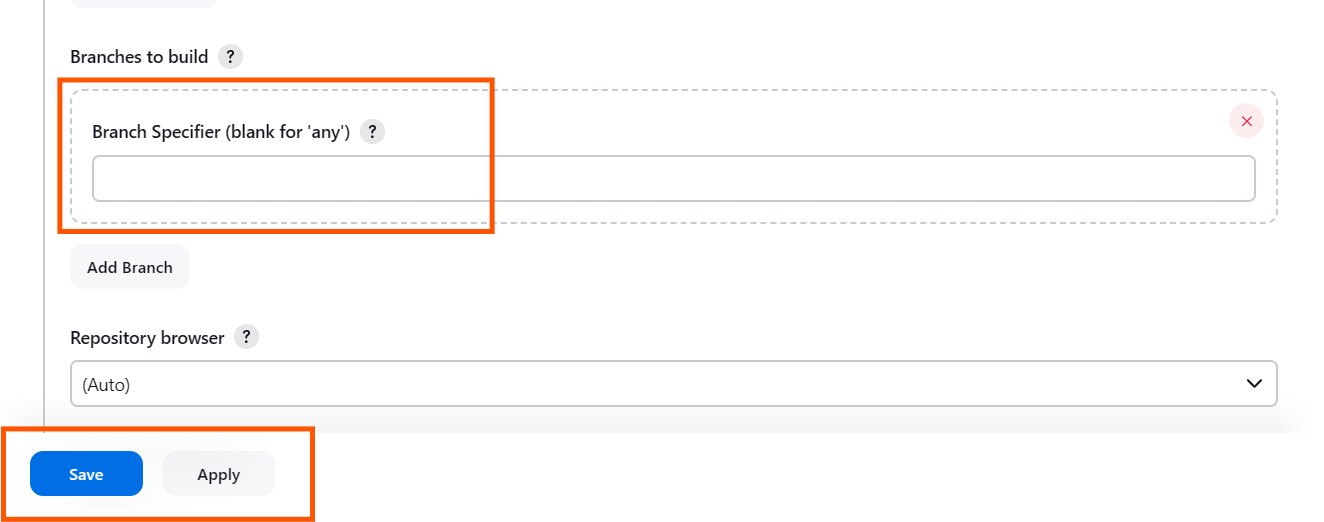 Branches to build ?
Branch Specifier (blank for 'any') ?
Add Branch
Repository browser ?
(Auto)
Save Apply